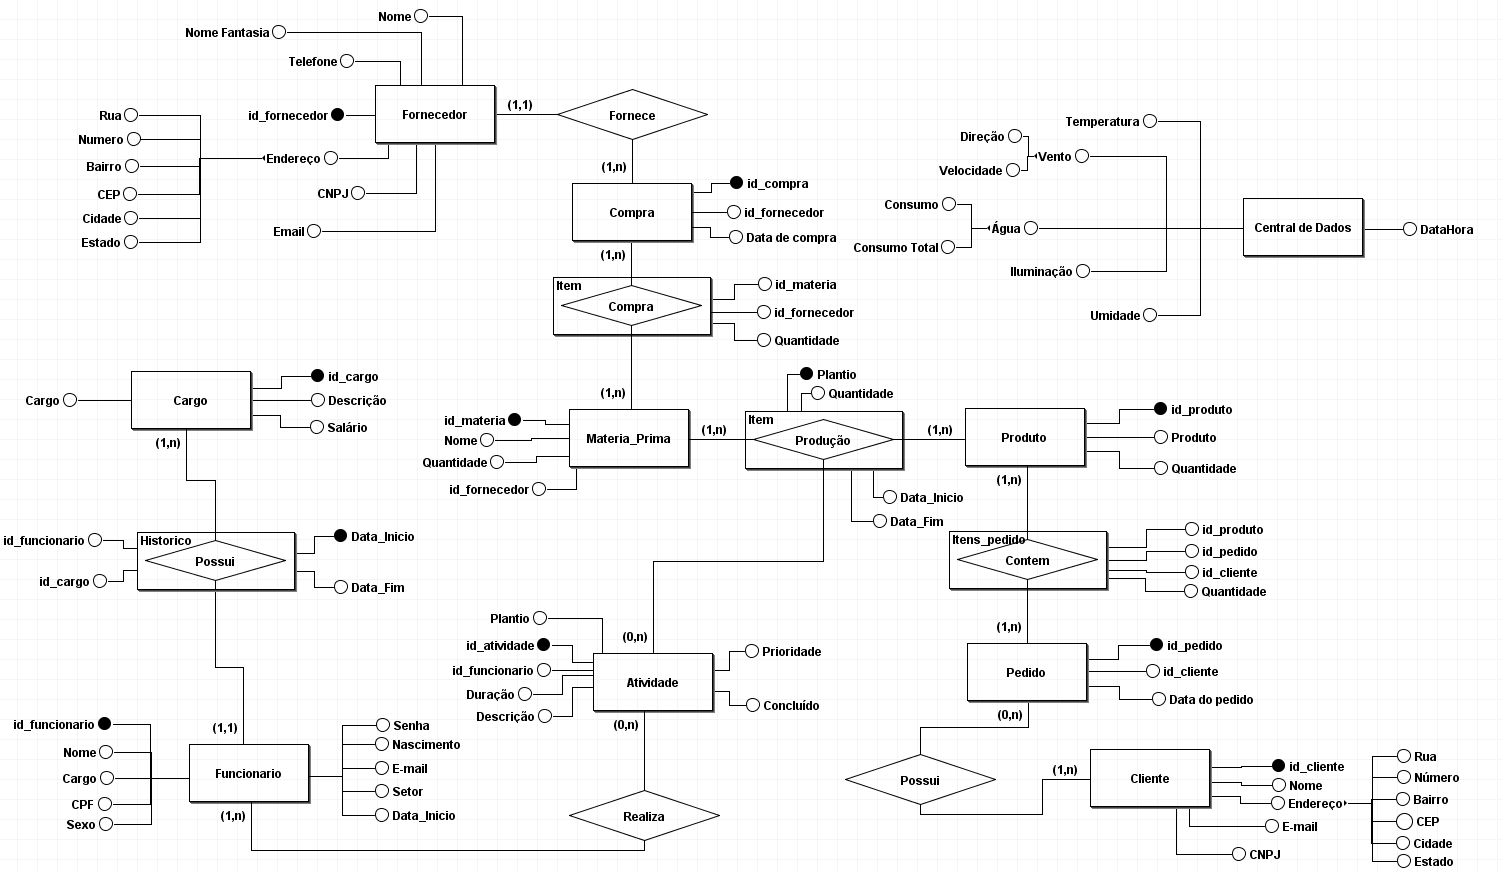 Nome
Nome Fantasia
Telefone
id_fornecedor
Fornecedor
(1,1)
Fornece
Rua
Numero
Bairro
CEP
Cidade
Estado
Endereço
CNPJ
Email
(1,n)
Compra
id_compra
id_fornecedor
Data de compra
(1,n)
Item
Compra
id_materia
id_fornecedor
Quantidade
(1,n)
Temperatura
Direção
Velocidade
Vento
Consumo
Consumo Total
Água
Iluminação
Umidade
Central de Dados
DataHora
Cargo
Cargo
id_cargo
Descrição
Salário
(1,n)
id_materia
Nome
Quantidade
id_fornecedor
Materia_Prima
(1,n)
Plantio
Quantidade
Item
Produção
Data_Inicio
Data_Fim
(1,n)
Produto
id_produto
Produto
Quantidade
(1,n)
id_funcionario
id_cargo
Historico
Possui
Data_Inicio
Data_Fim
Itens_pedido
Contem
id_produto
id_pedido
id_cliente
Quantidade
(1,n)
Plantio
id_atividade
id_funcionario
Duração
Descrição
(0,n)
Atividade
Prioridade
Concluído
(0,n)
Pedido
id_pedido
id_cliente
Data do pedido
(0,n)
(1,1)
id_funcionario
Nome
Cargo
CPF
Sexo
Funcionario
Senha
Nascimento
E-mail
Setor
Data_Inicio
(1,n)
Realiza
Possui
(1,n)
Cliente
id_cliente
Nome
Endereço
E-mail
CNPJ
Rua
Número
Bairro
CEP
Cidade
Estado